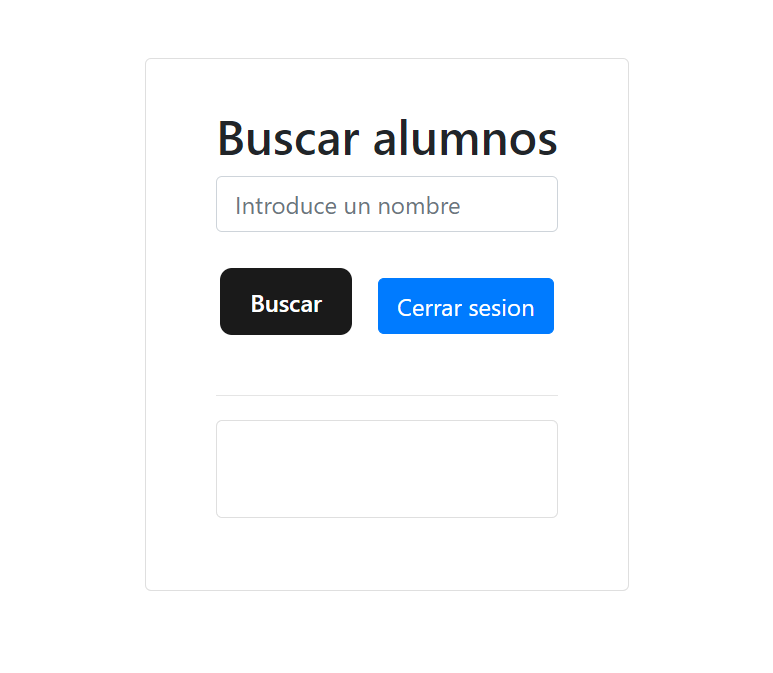 Buscar alumnos
Introduce un nombre
Buscar
Cerrar sesion